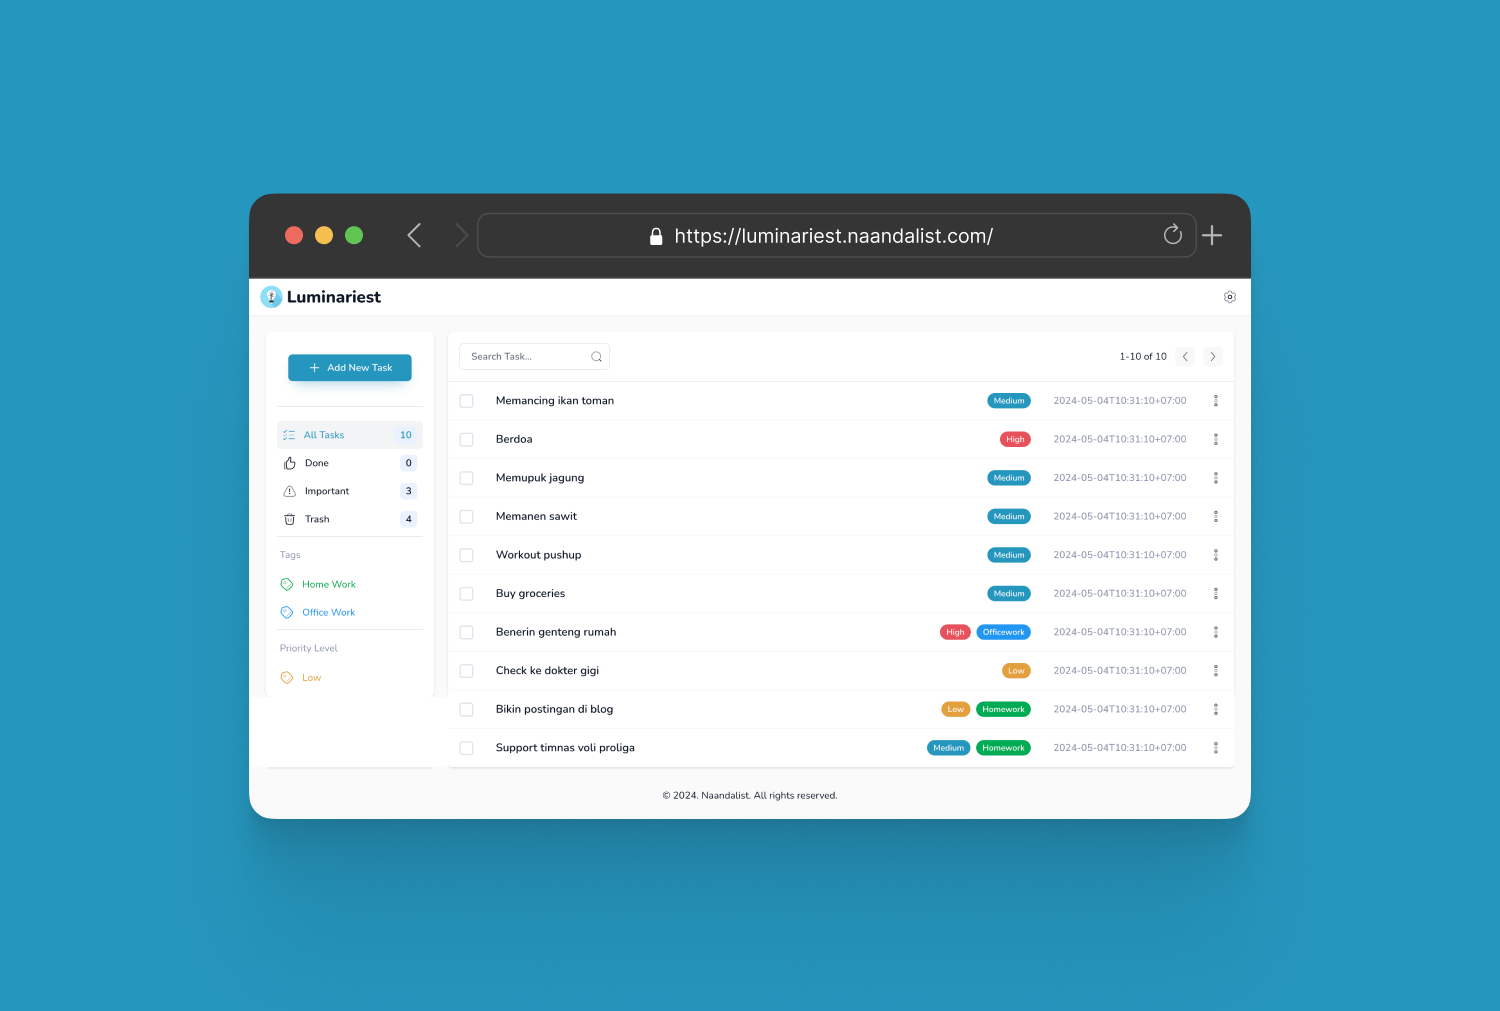 https://luminariest.naandalist.com/
Luminariest
Add New Task
All Tasks 10
Done 0
Important 3
Trash 4
Tags
Home Work
Office Work
Priority Level
Low
Search Task...
1-10 of 10
Memancing ikan toman Medium 2024-05-04T10:31:10+07:00
Berdoa High 2024-05-04T10:31:10+07:00
Memupuk jagung Medium 2024-05-04T10:31:10+07:00
Memanen sawit Medium 2024-05-04T10:31:10+07:00
Workout pushup Medium 2024-05-04T10:31:10+07:00
Buy groceries Medium 2024-05-04T10:31:10+07:00
Benerin genteng rumah High Officework 2024-05-04T10:31:10+07:00
Check ke dokter gigi Low 2024-05-04T10:31:10+07:00
Bikin postingan di blog Low Homework 2024-05-04T10:31:10+07:00
Support timnas voli proliga Medium Homework 2024-05-04T10:31:10+07:00
© 2024. Naandalist. All rights reserved.